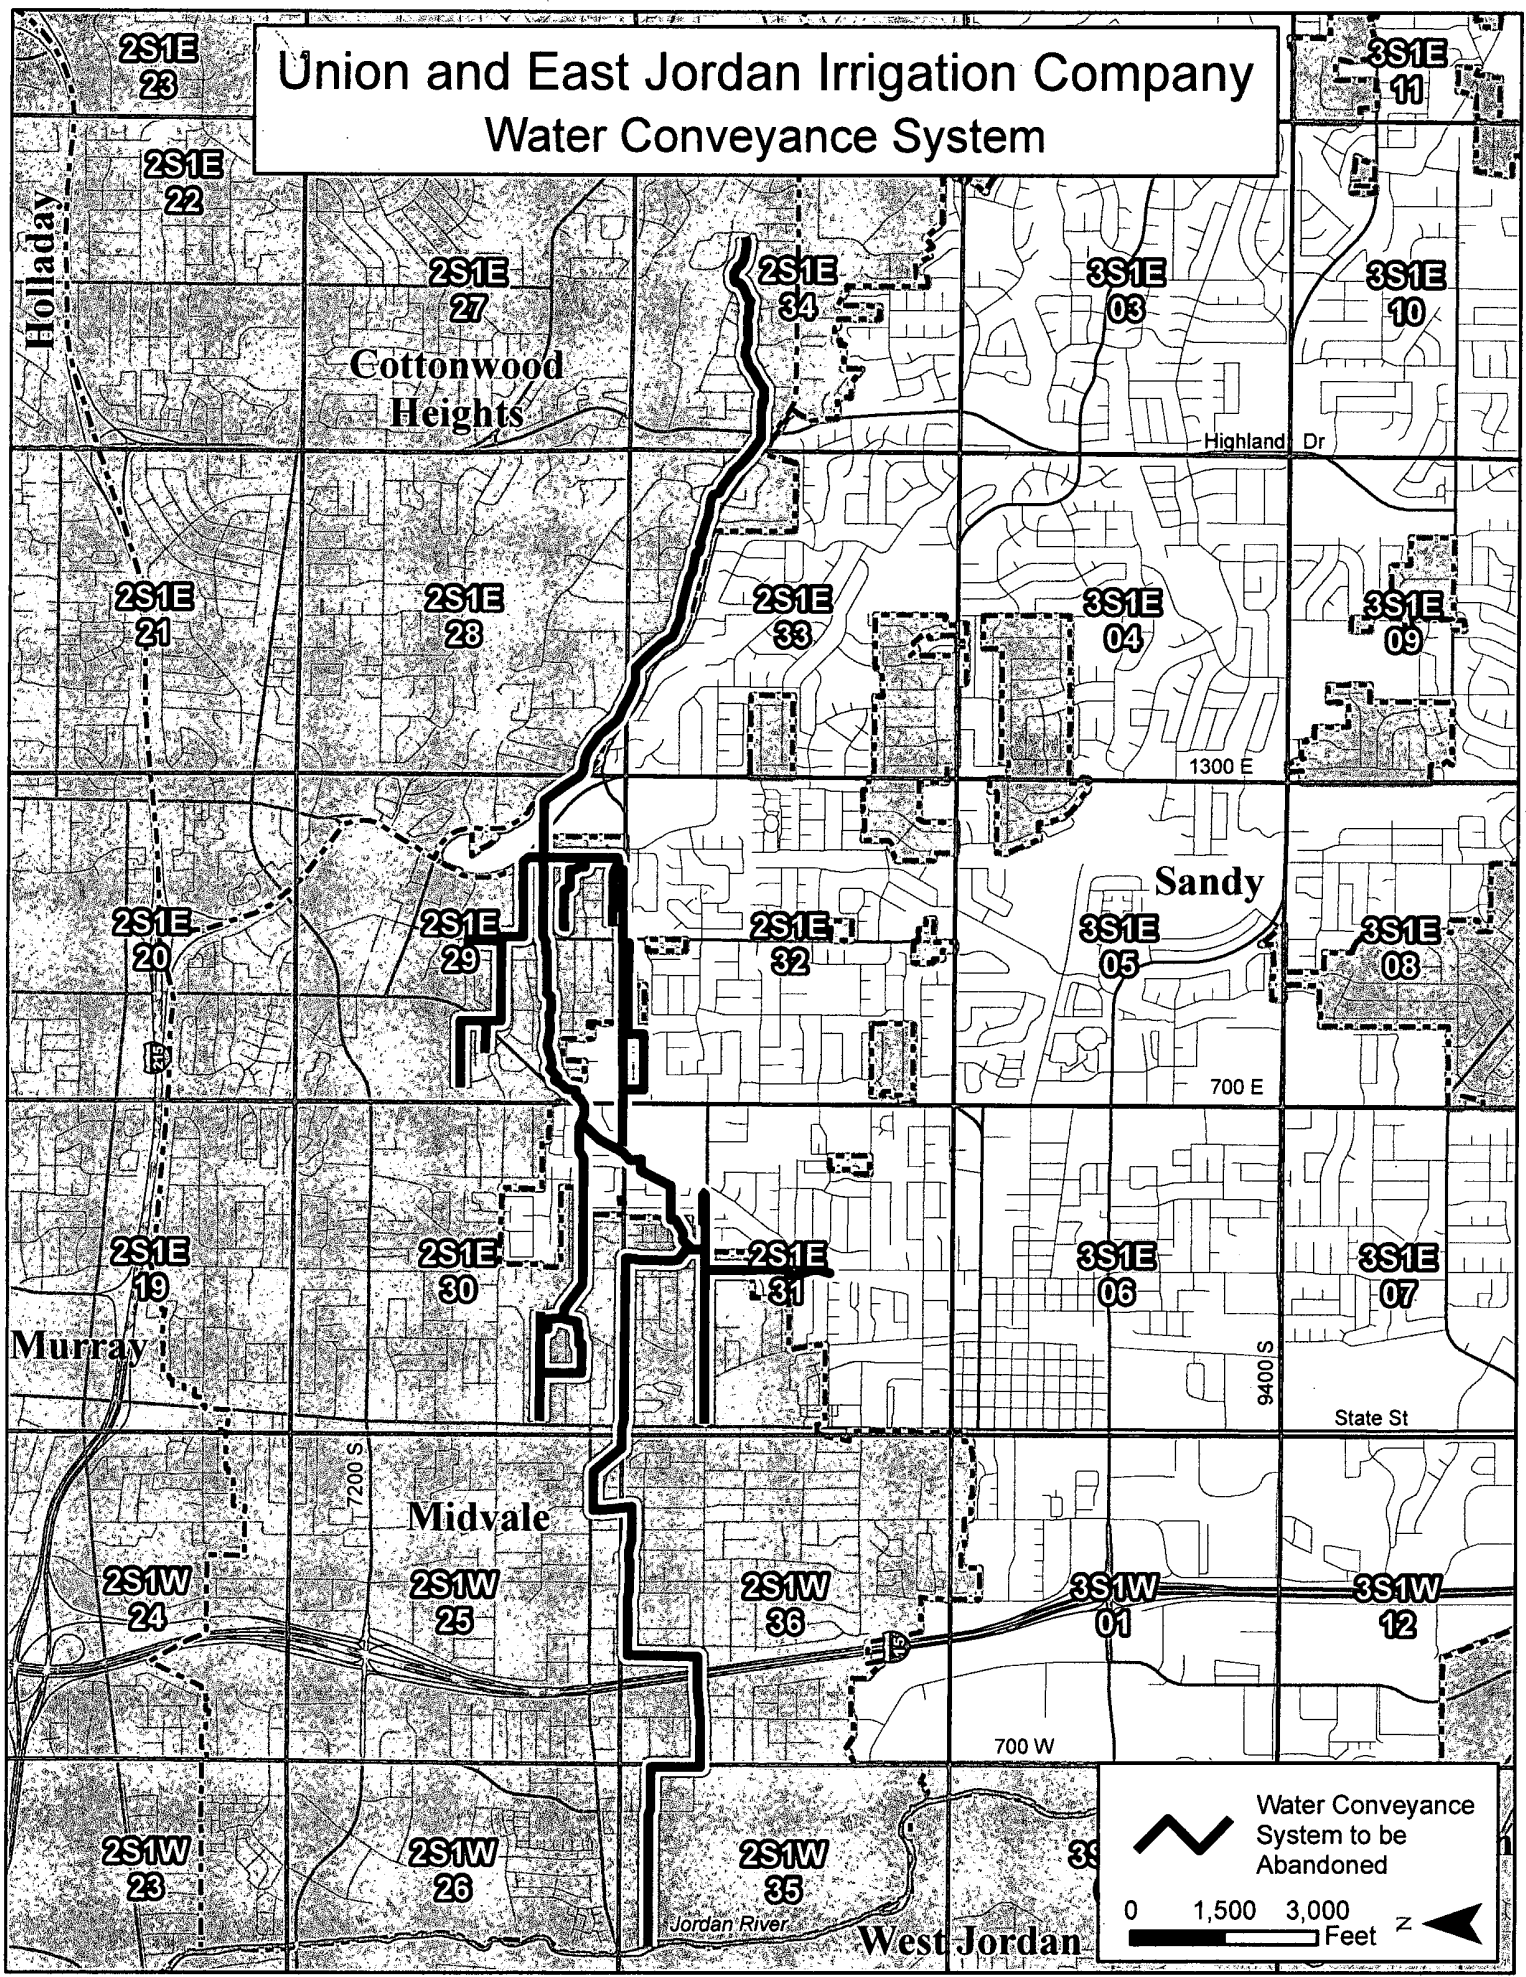 Union and East Jordan Irrigation Company
Water Conveyance System
2S1E
23
3S1E
11
2S1E
22
Holladay
2S1E
27
2S1E
34
3S1E
03
3S1E
10
Cottonwood
Heights
Highland Dr
2S1E
21
2S1E
28
2S1E
33
3S1E
04
3S1E
09
1300 E
Sandy
2S1E
20
2S1E
29
2S1E
32
3S1E
05
3S1E
08
215
700 E
2S1E
19
2S1E
30
2S1E
31
3S1E
06
3S1E
07
Murray
9400 S
State St
7200 S
Midvale
2S1W
24
2S1W
25
2S1W
36
3S1W
01
3S1W
12
15
700 W
2S1W
23
2S1W
26
2S1W
35
Jordan River
West Jordan
Water Conveyance
System to be
Abandoned
0 1,500 3,000
Feet
N